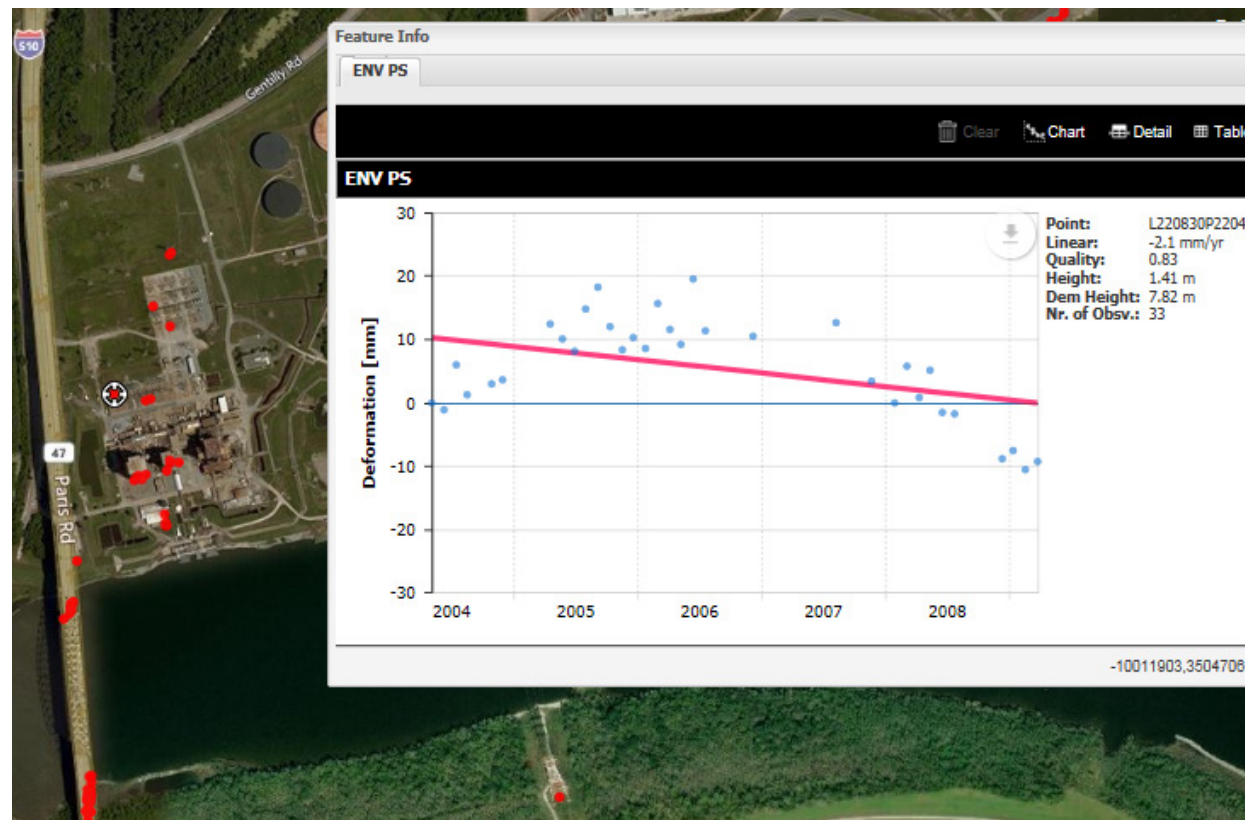 510
Gentilly Rd
47
Paris Rd
Feature Info
ENV PS
Clear Chart Detail Table
ENV PS
Deformation [mm]
30
20
10
0
-10
-20
-30
2004 2005 2006 2007 2008
Point: L220830P2204
Linear: -2.1 mm/yr
Quality: 0.83
Height: 1.41 m
Dem Height: 7.82 m
Nr. of Obsv.: 33
-10011903,3504706